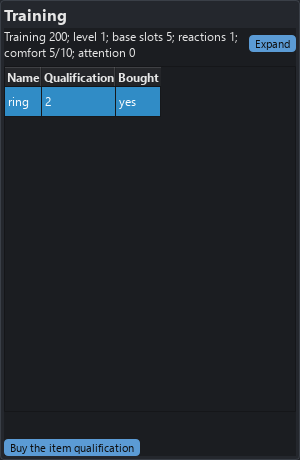 Training
Training 200; level 1; base slots 5; reactions 1;
comfort 5/10; attention 0
Expand
Name Qualification Bought
ring 2 yes
Buy the item qualification